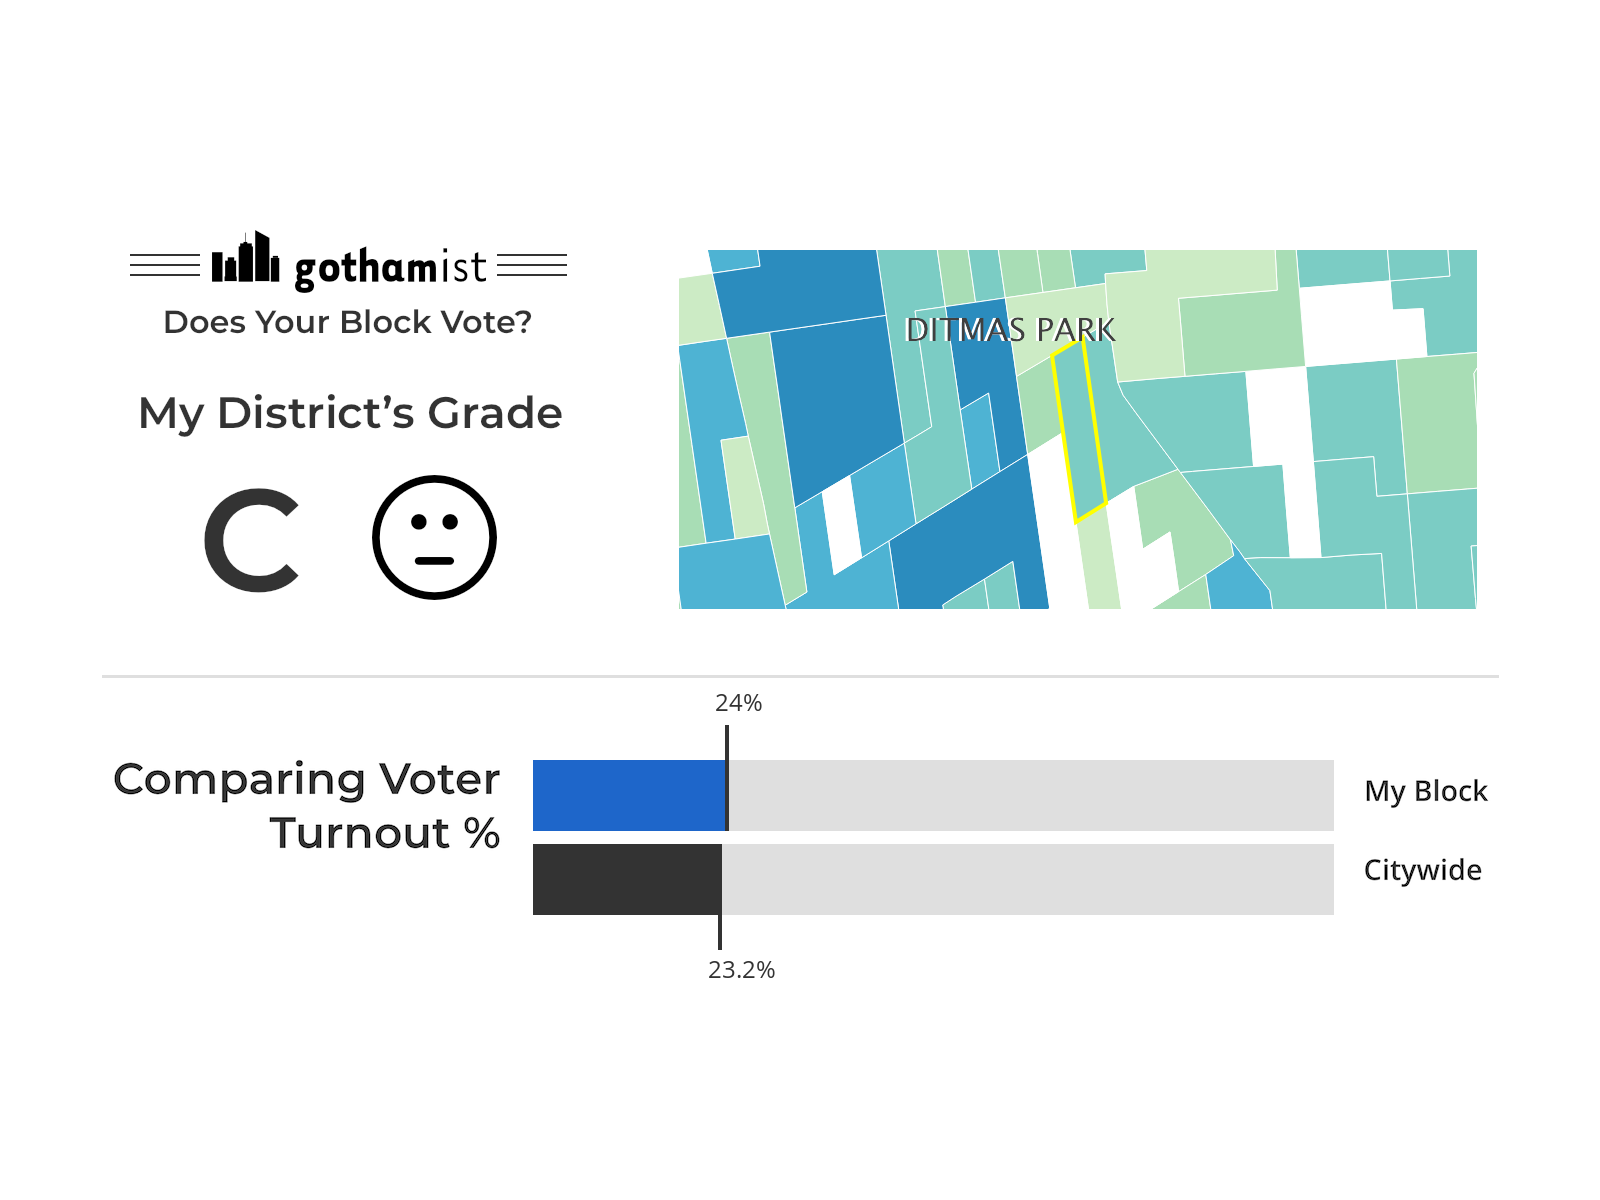 gothamist
Does Your Block Vote?
My District’s Grade
C
DITMAS PARK
24%
Comparing Voter
Turnout %
My Block
Citywide
23.2%